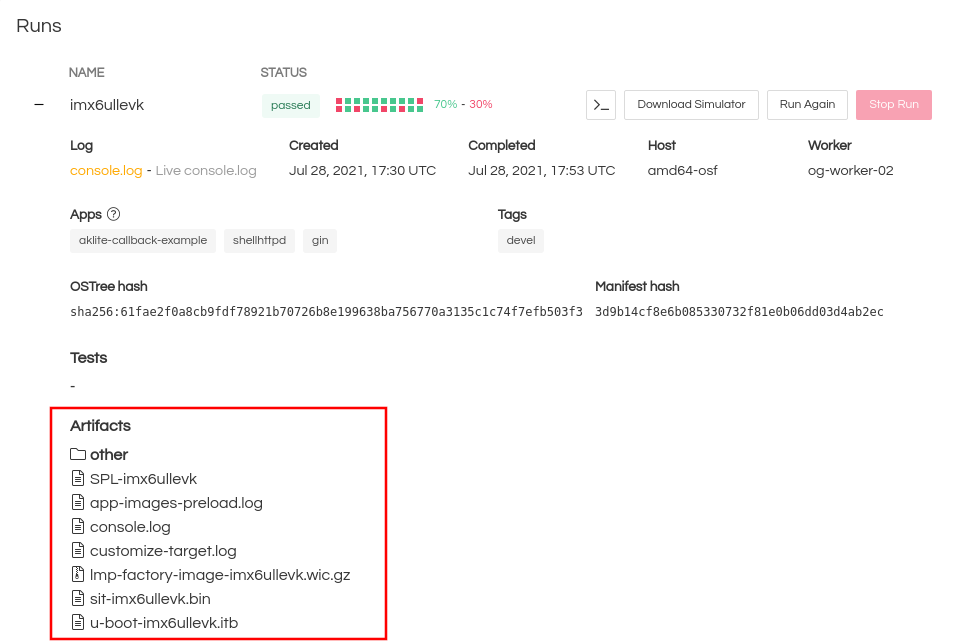 Runs
NAME STATUS
− imx6ullevk passed 70% - 30% >_ Download Simulator Run Again Stop Run
Log Created Completed Host Worker
console.log - Live console.log Jul 28, 2021, 17:30 UTC Jul 28, 2021, 17:53 UTC amd64-osf og-worker-02
Apps ? Tags
aklite-callback-example shellhttpd gin devel
OSTree hash Manifest hash
sha256:61fae2f0a8cb9fdf78921b70726b8e199638ba756770a3135c1c74f7efb503f3 3d9b14cf8e6b085330732f81e0b06dd03d4ab2ec
Tests
-
Artifacts
other
SPL-imx6ullevk
app-images-preload.log
console.log
customize-target.log
lmp-factory-image-imx6ullevk.wic.gz
sit-imx6ullevk.bin
u-boot-imx6ullevk.itb